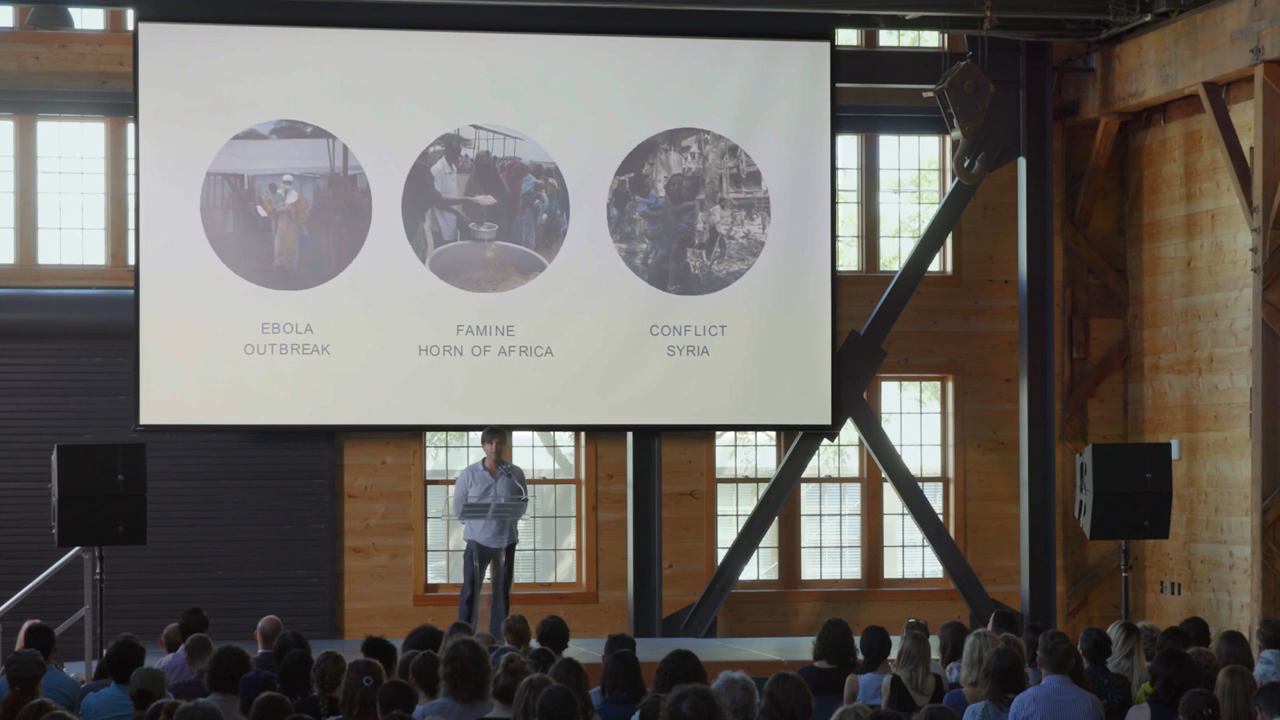 EBOLA
OUTBREAK
FAMINE
HORN OF AFRICA
CONFLICT
SYRIA